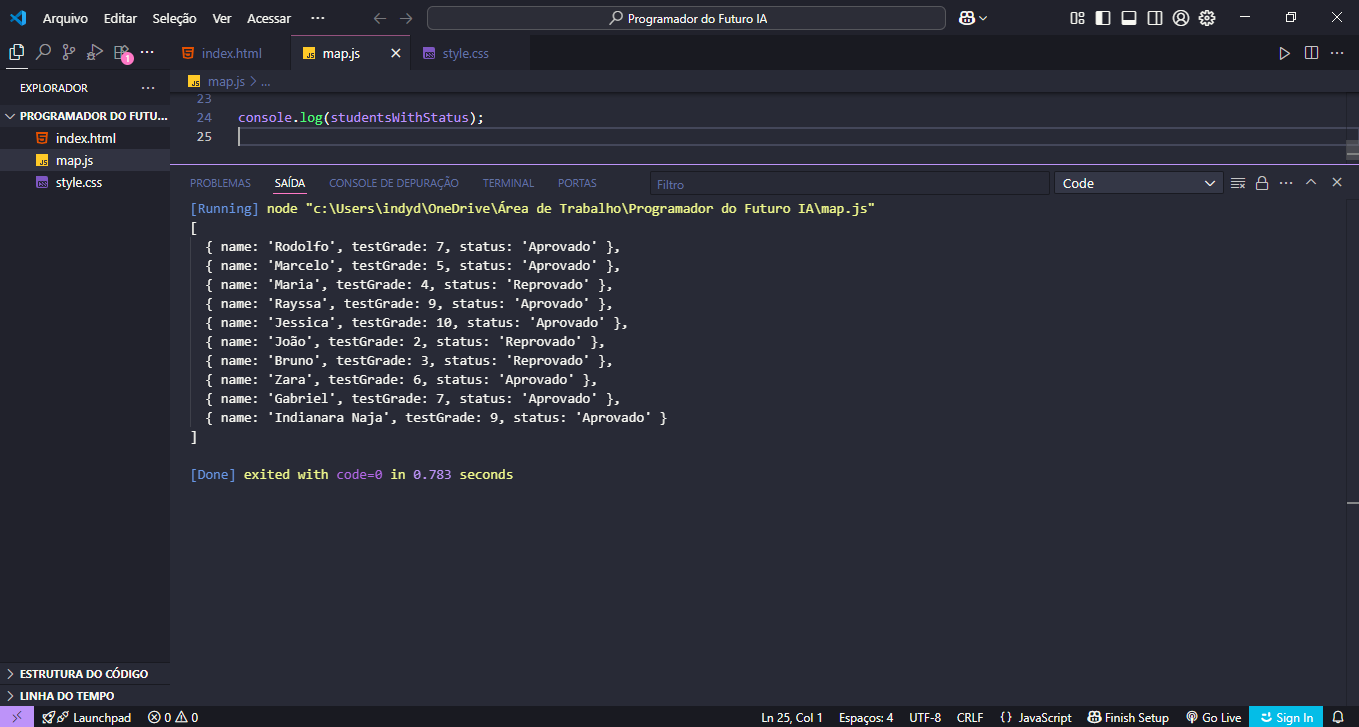 Arquivo Editar Seleção Ver Acessar ··· Programador do Futuro IA
1 ··· index.html map.js style.css ···
EXPLORADOR ··· map.js > ...
PROGRAMADOR DO FUTU...
index.html
map.js
style.css
23
24 console.log(studentsWithStatus);
25
PROBLEMAS SAÍDA CONSOLE DE DEPURAÇÃO TERMINAL PORTAS Filtro Code ···
[Running] node "c:\Users\indyd\OneDrive\Área de Trabalho\Programador do Futuro IA\map.js"
[
{ name: 'Rodolfo', testGrade: 7, status: 'Aprovado' },
{ name: 'Marcelo', testGrade: 5, status: 'Aprovado' },
{ name: 'Maria', testGrade: 4, status: 'Reprovado' },
{ name: 'Rayssa', testGrade: 9, status: 'Aprovado' },
{ name: 'Jessica', testGrade: 10, status: 'Aprovado' },
{ name: 'João', testGrade: 2, status: 'Reprovado' },
{ name: 'Bruno', testGrade: 3, status: 'Reprovado' },
{ name: 'Zara', testGrade: 6, status: 'Aprovado' },
{ name: 'Gabriel', testGrade: 7, status: 'Aprovado' },
{ name: 'Indianara Naja', testGrade: 9, status: 'Aprovado' }
]
[Done] exited with code=0 in 0.783 seconds
ESTRUTURA DO CÓDIGO
LINHA DO TEMPO
Launchpad 0 0 Ln 25, Col 1 Espaços: 4 UTF-8 CRLF {} JavaScript Finish Setup Go Live Sign In